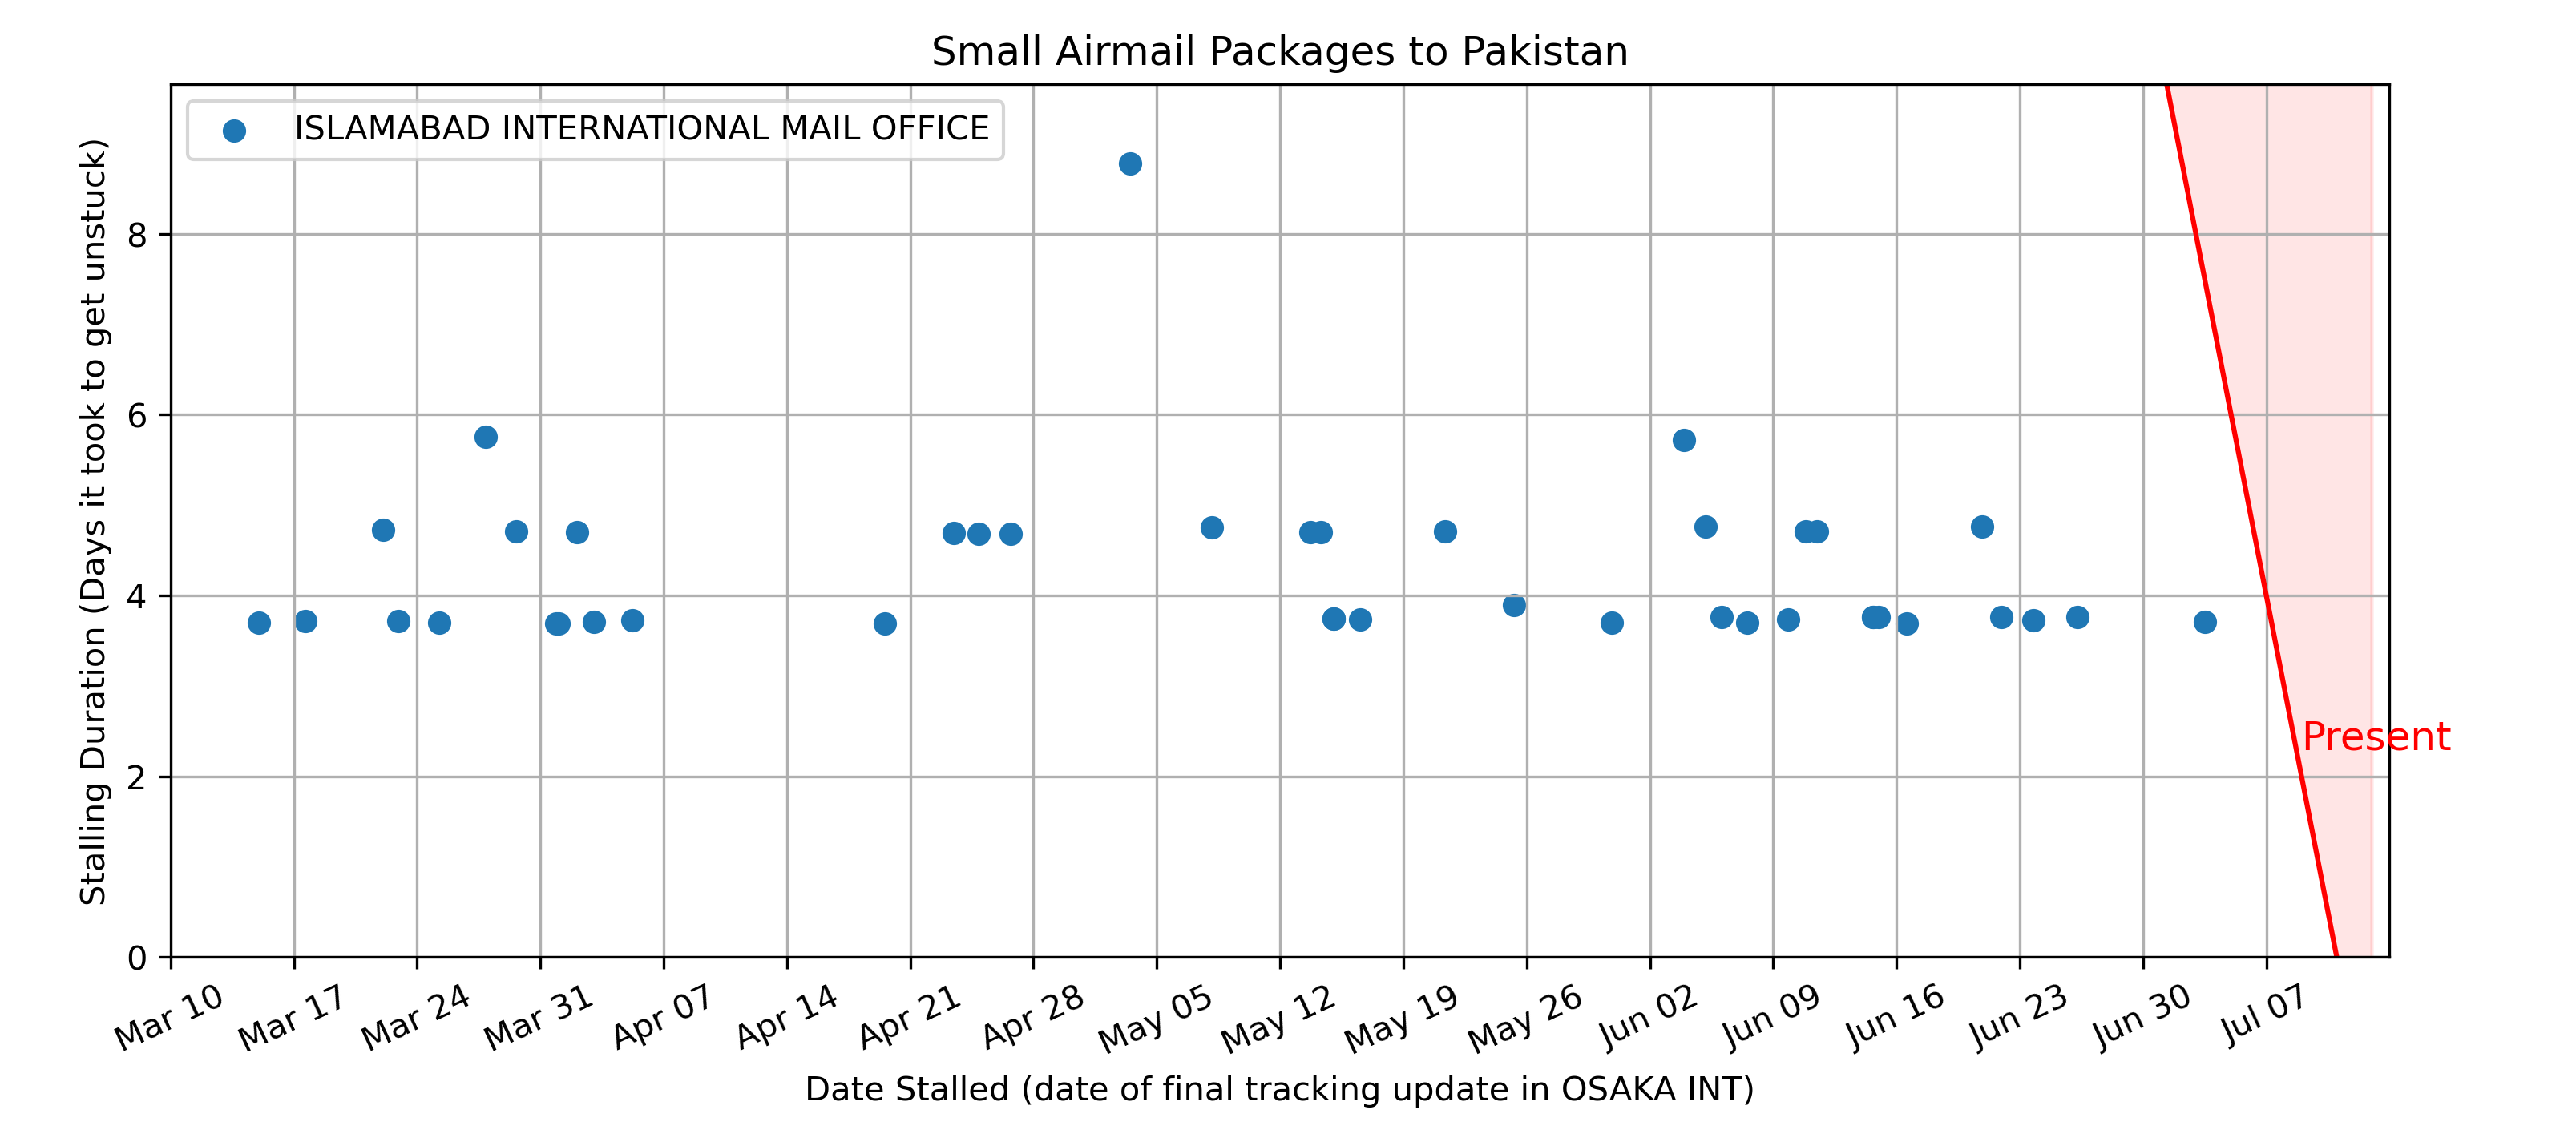 Small Airmail Packages to Pakistan
ISLAMABAD INTERNATIONAL MAIL OFFICE
Stalling Duration (Days it took to get unstuck)
8
6
4
2
0
Present
Mar 10
Mar 17
Mar 24
Mar 31
Apr 07
Apr 14
Apr 21
Apr 28
May 05
May 12
May 19
May 26
Jun 02
Jun 09
Jun 16
Jun 23
Jun 30
Jul 07
Date Stalled (date of final tracking update in OSAKA INT)